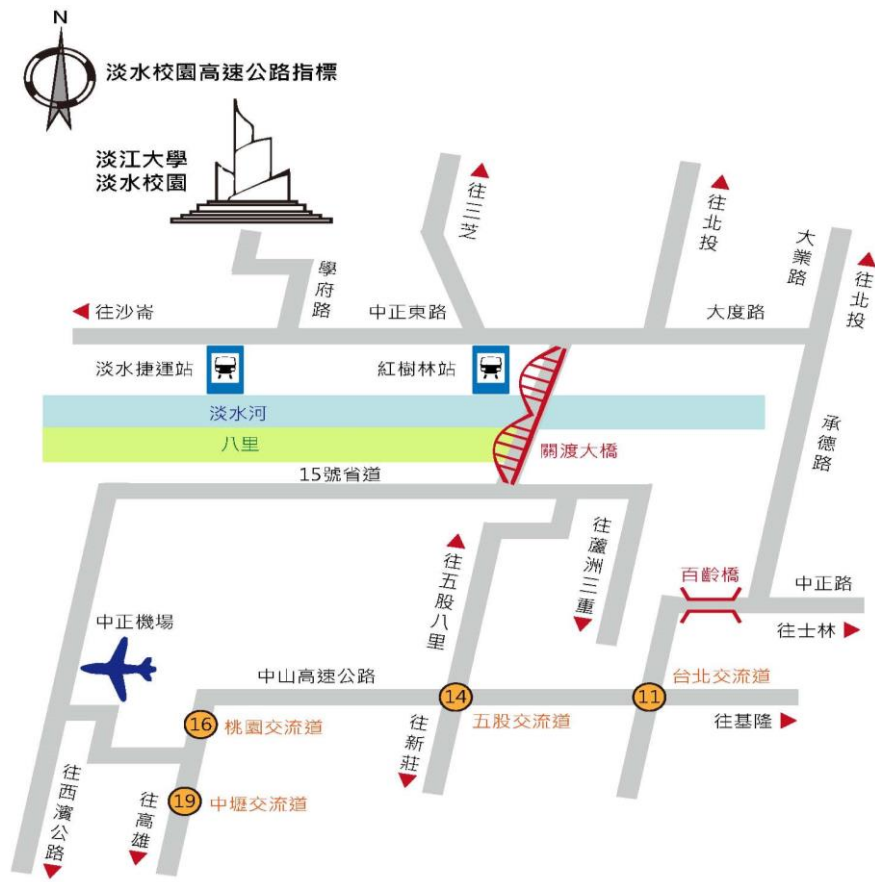 N
淡水校園高速公路指標
淡江大學
淡水校園
往三芝
往北投
大業路
往北投
學府路
往沙崙
中正東路
大度路
淡水捷運站
紅樹林站
淡水河
八里
關渡大橋
承德路
15號省道
往五股八里
往蘆洲三重
百齡橋
中正路
往士林
中正機場
中山高速公路
台北交流道
14
11
16
桃園交流道
往新莊
五股交流道
往基隆
19
中壢交流道
往西濱公路
往高雄